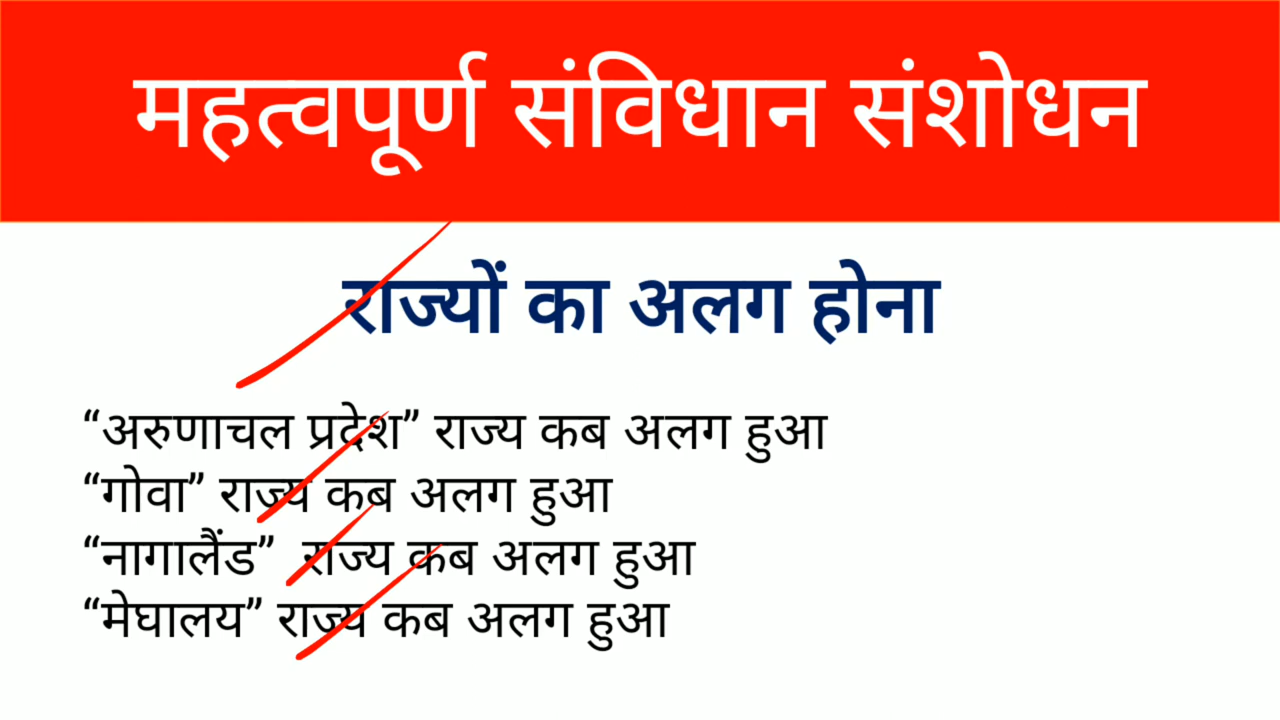 महत्वपूर्ण संविधान संशोधन
राज्यों का अलग होना
“अरुणाचल प्रदेश” राज्य कब अलग हुआ
“गोवा” राज्य कब अलग हुआ
“नागालैंड” राज्य कब अलग हुआ
“मेघालय” राज्य कब अलग हुआ